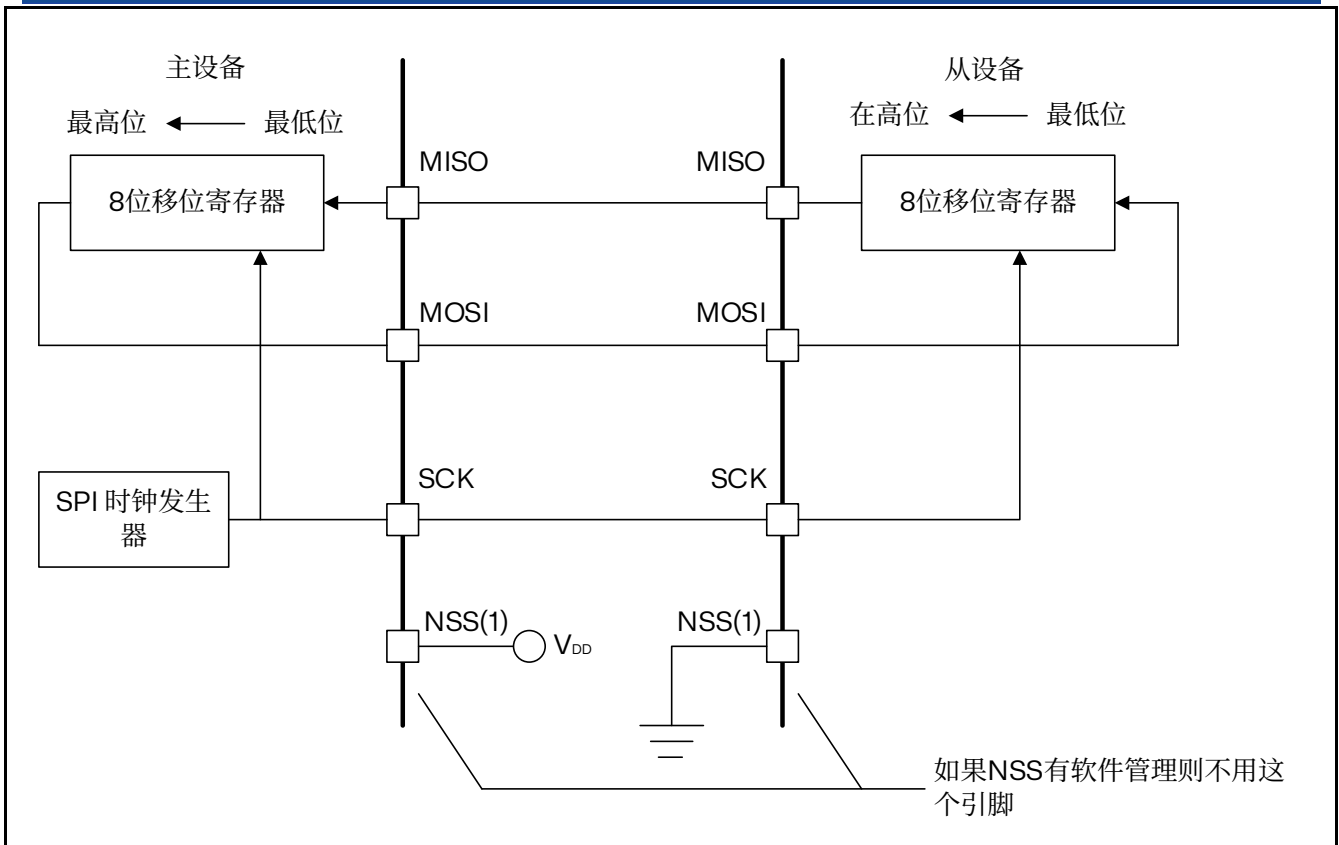 主设备
从设备
最高位 最低位
在高位 最低位
MISO
MISO
8位移位寄存器
8位移位寄存器
MOSI
MOSI
SCK
SCK
SPI 时钟发生
器
NSS(1)
NSS(1)
VDD
如果NSS有软件管理则不用这
个引脚